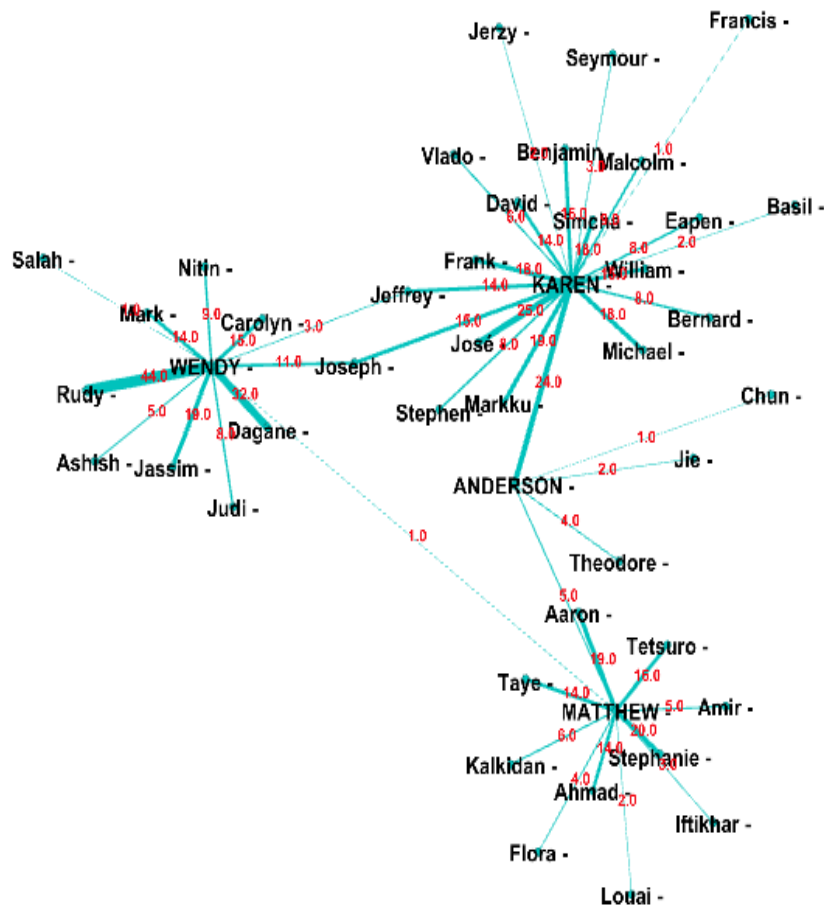 Francis -
Jerzy -
Seymour -
Vlado -
Benjamin
1.0
Malcolm -
3.0
David -
Simcha -
Eapen -
Basil -
15.0
6.0
14.0
18.0
8.0
2.0
Salah -
Nitin -
Frank -
18.0
William -
KAREN -
Jeffrey -
14.0
8.0
Mark -
9.0
Carolyn -
3.0
15.0
25.0
18.0
Bernard -
14.0
15.0
José -
8.0
19.0
Michael -
WENDY -
11.0
Joseph -
44.0
24.0
Rudy -
32.0
Stephen -
Markku -
Chun -
5.0
19.0
8.0
Dagane -
1.0
Ashish -
Jassim -
2.0
Jie -
ANDERSON -
Judi -
4.0
1.0
Theodore -
5.0
Aaron -
19.0
Tetsuro -
Taye -
14.0
15.0
MATTHEW -
5.0
Amir -
6.0
20.0
14.0
Stephanie -
Kalkidan -
4.0
Ahmad -
2.0
Iftikhar -
Flora -
Louai -